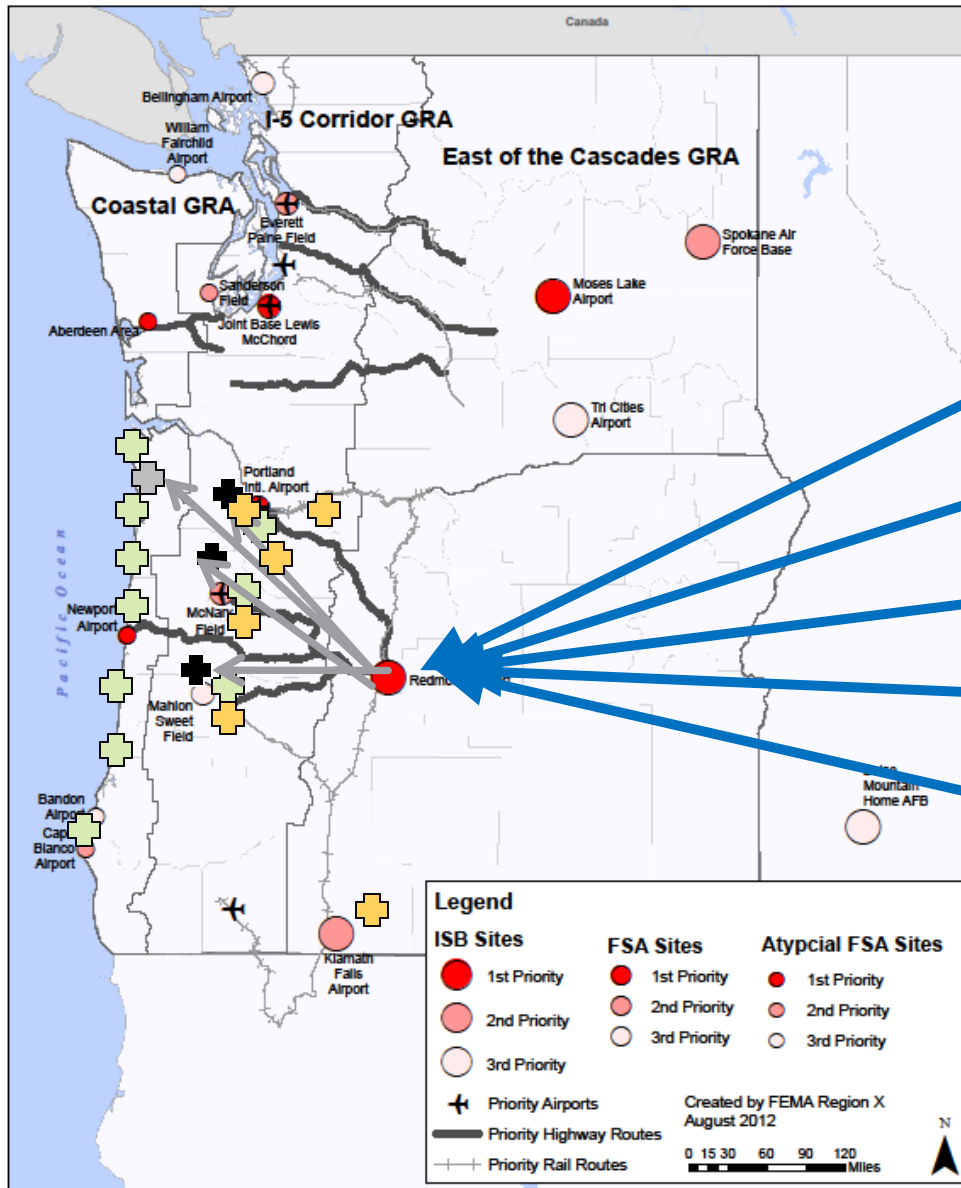 Canada
Bellingham Airport
I-5 Corridor GRA
William
Fairchild
Airport
East of the Cascades GRA
Coastal GRA
Everett
Paine Field
Spokane Air
Force Base
Sanderson
Field
Moses Lake
Airport
Aberdeen Area
Joint Base Lewis
McChord
Tri Cities
Airport
Portland
Intl. Airport
Pacific Ocean
Newport
Airport
Field
Mahlon
Sweet
Field
Mountain
Home AFB
Bandon
Airport
Blanco
Airport
Klamath
Falls
Airport
Legend
ISB Sites
1st Priority
2nd Priority
3rd Priority
FSA Sites
1st Priority
2nd Priority
3rd Priority
Atypcial FSA Sites
1st Priority
2nd Priority
3rd Priority
Priority Airports
Priority Highway Routes
Priority Rail Routes
Created by FEMA Region X
August 2012
N
0 15 30 60 90 120
Miles